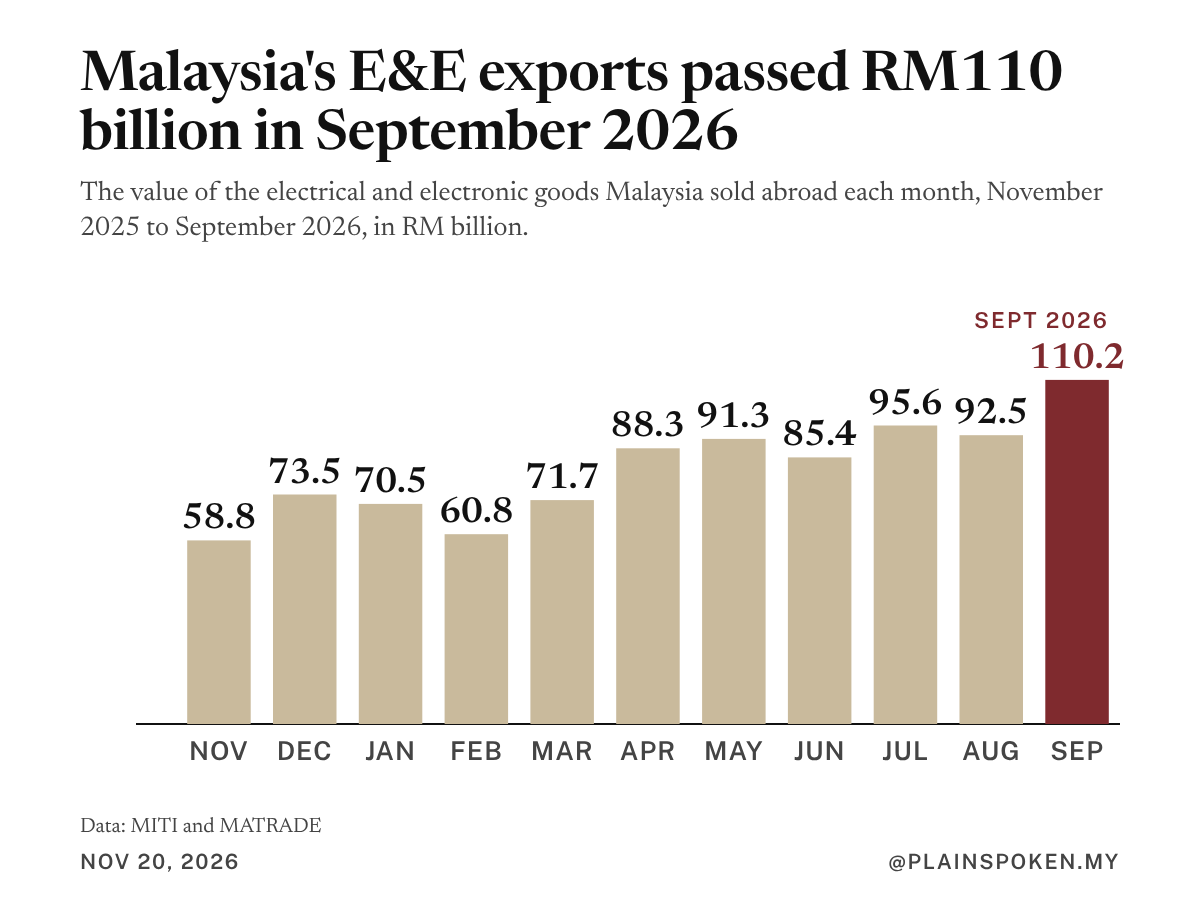 Malaysia's E&E exports passed RM110
billion in September 2026
The value of the electrical and electronic goods Malaysia sold abroad each month, November
2025 to September 2026, in RM billion.
SEPT 2026
58.8 73.5 70.5 60.8 71.7 88.3 91.3 85.4 95.6 92.5 110.2
NOV DEC JAN FEB MAR APR MAY JUN JUL AUG SEP
Data: MITI and MATRADE
NOV 20, 2026 @PLAINSPOKEN.MY